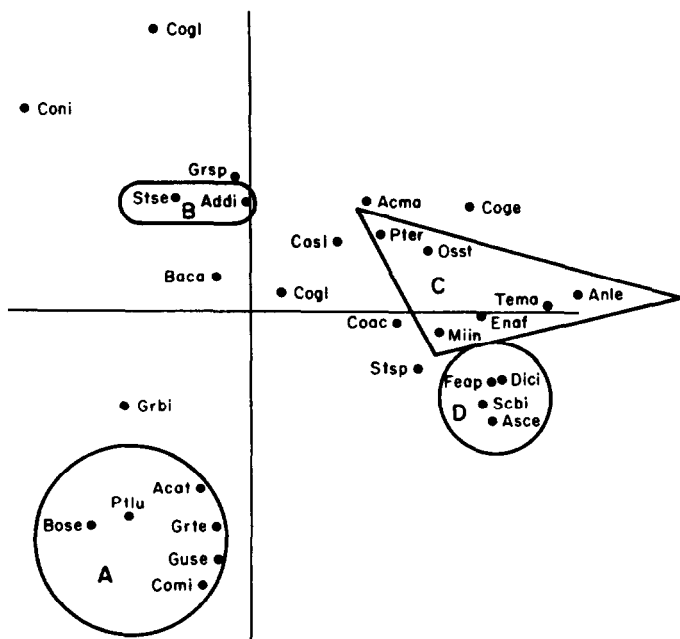 Cogl
Coni
Grsp
Stse
B
Addi
Acma
Coge
Pter
Cosl
Osst
Baca
Cogl
C
Tema
Anle
Coac
Enaf
Miin
Stsp
Feap
Dici
Scbi
D
Asce
Grbi
Acat
Ptlu
Bose
Grte
Guse
A
Comi